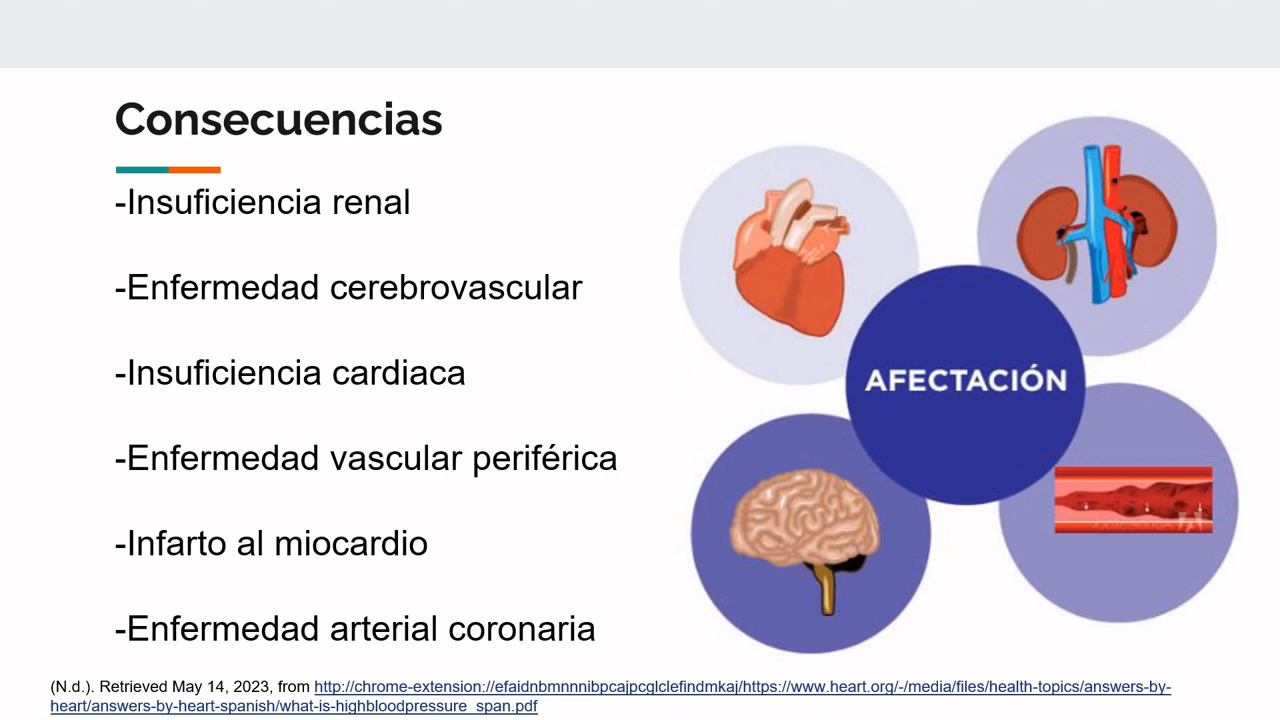 Consecuencias
-Insuficiencia renal
-Enfermedad cerebrovascular
-Insuficiencia cardiaca
-Enfermedad vascular periférica
-Infarto al miocardio
-Enfermedad arterial coronaria
AFECTACIÓN
(N.d.). Retrieved May 14, 2023, from http://chrome-extension://efaidnbmnnnibpcajpcglclefindmkaj/https://www.heart.org/-/media/files/health-topics/answers-by-
heart/answers-by-heart-spanish/what-is-highbloodpressure_span.pdf